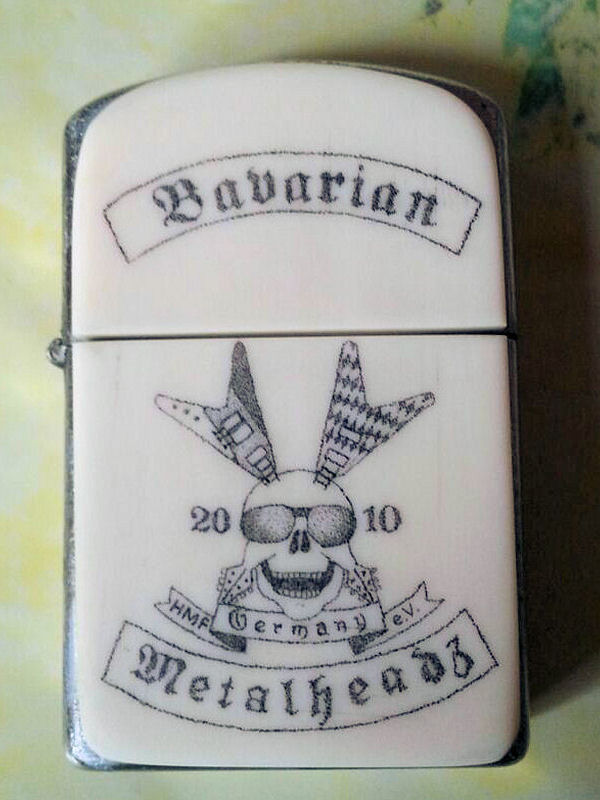 Bavarian
20 10
HMF Germany e.V.
Metalheadz